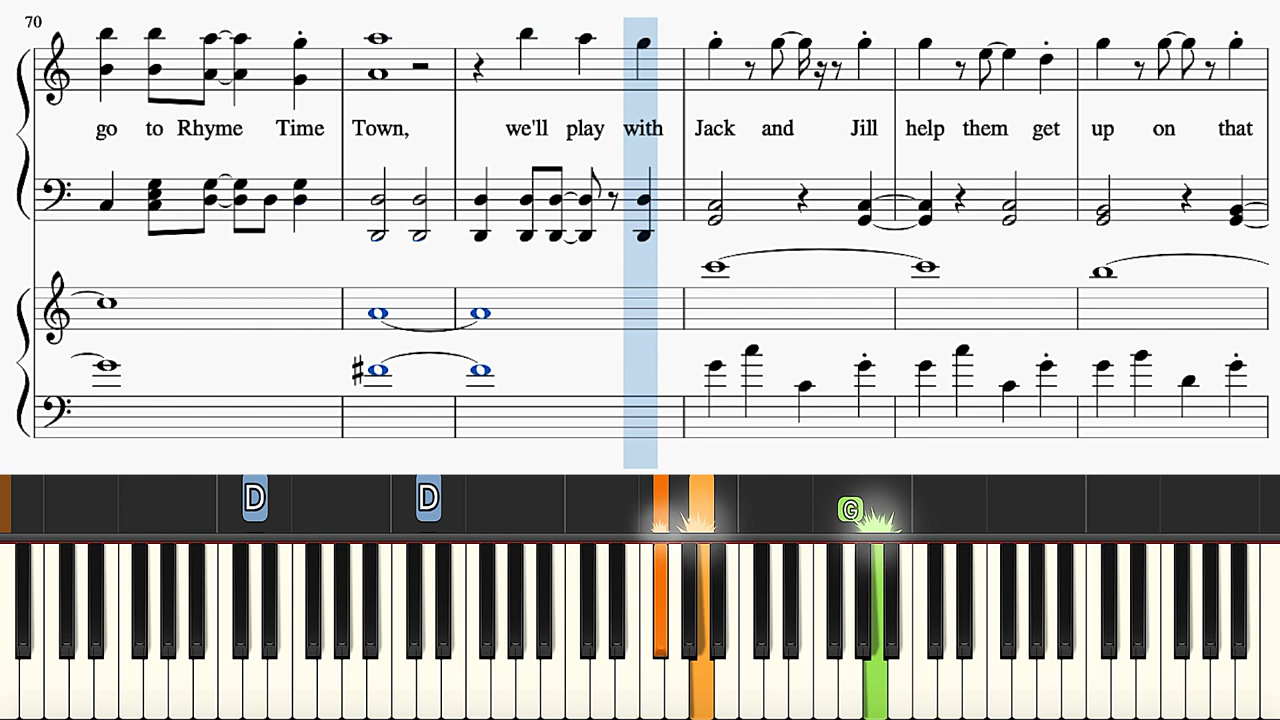 70
go to Rhyme Time Town, we'll play with Jack and Jill help them get up on that
D D G